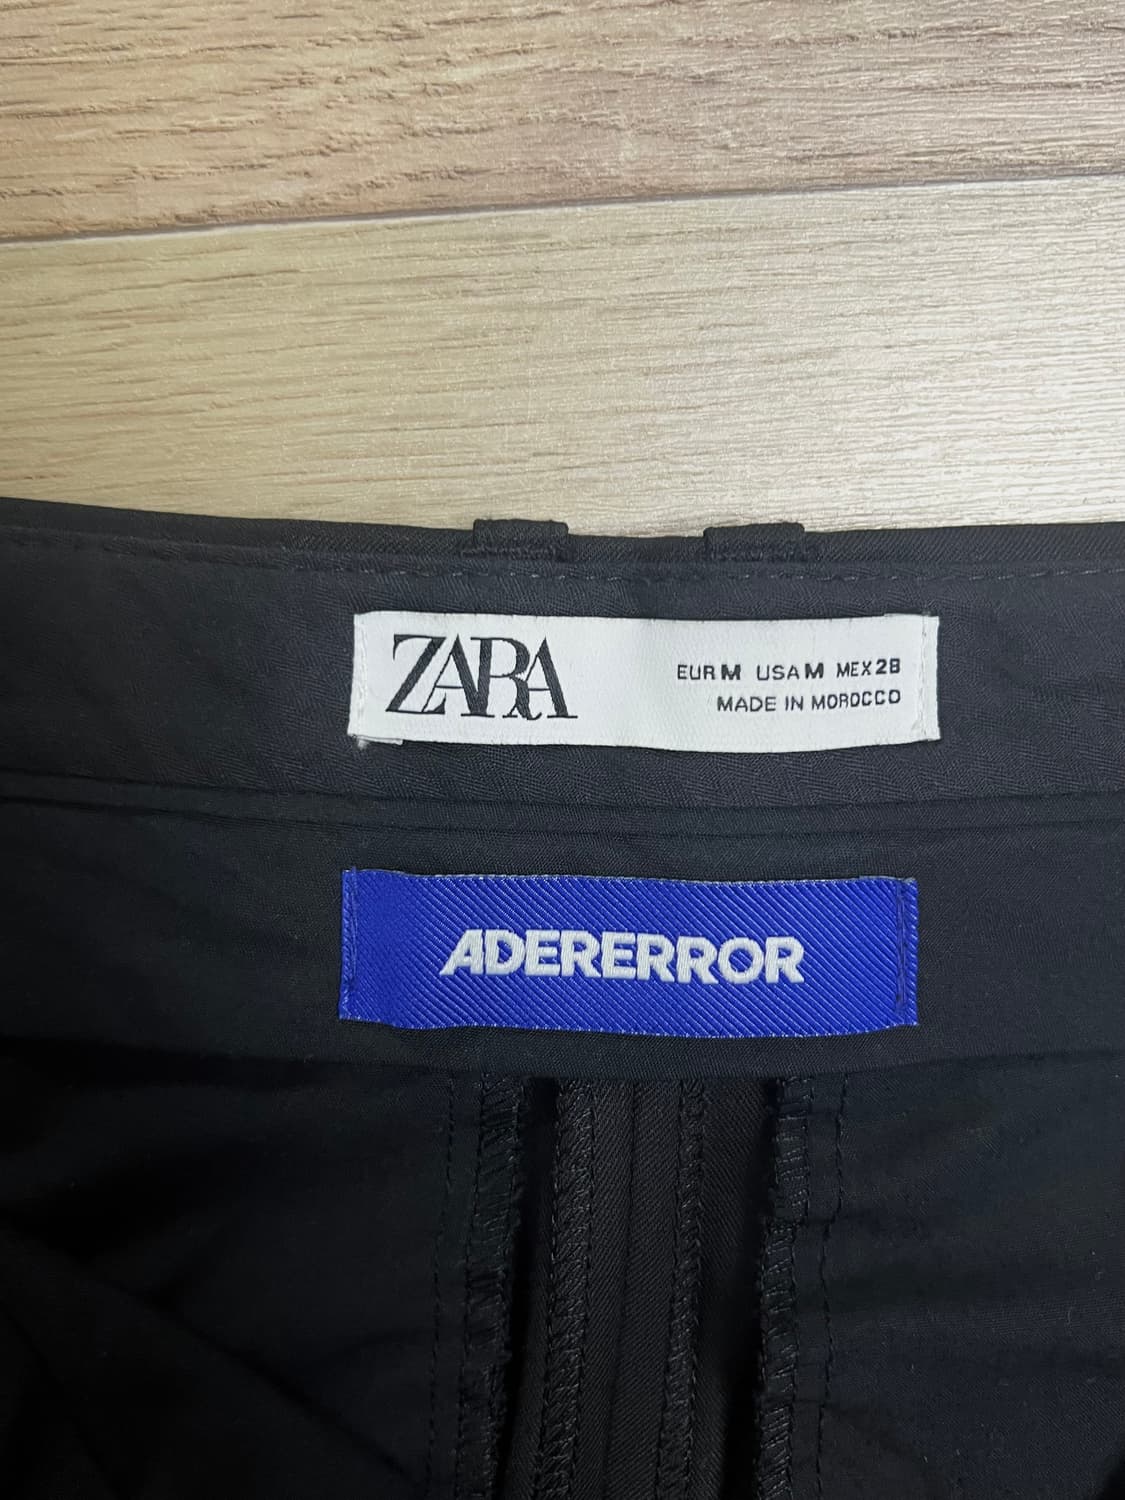 ZARA
EUR M USA M MEX 28
MADE IN MOROCCO
ADERERROR